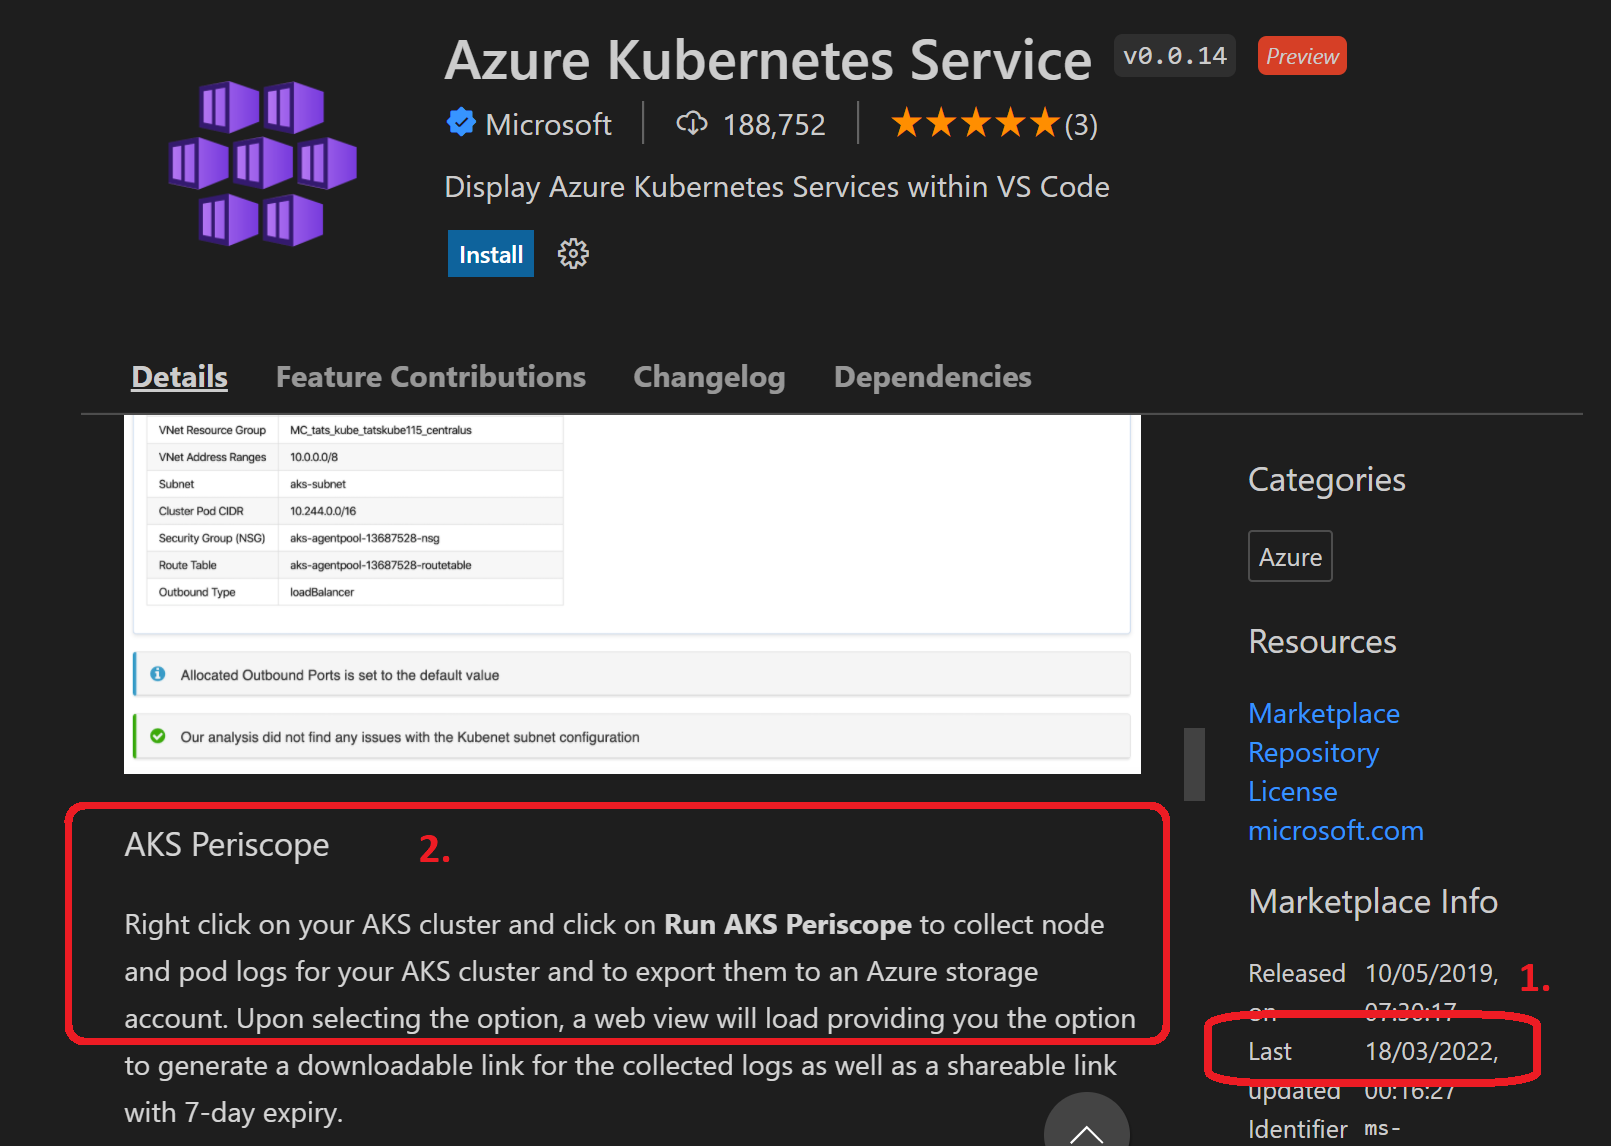 Azure Kubernetes Service v0.0.14 Preview
Microsoft 188,752 (3)
Display Azure Kubernetes Services within VS Code
Install
Details Feature Contributions Changelog Dependencies
VNet Resource Group MC_tats_kube_tatskube115_centralus
VNet Address Ranges 10.0.0.0/8
Subnet aks-subnet
Cluster Pod CIDR 10.244.0.0/16
Security Group (NSG) aks-agentpool-13687528-nsg
Route Table aks-agentpool-13687528-routetable
Outbound Type loadBalancer
Allocated Outbound Ports is set to the default value
Our analysis did not find any issues with the Kubenet subnet configuration
AKS Periscope 2.
Right click on your AKS cluster and click on Run AKS Periscope to collect node
and pod logs for your AKS cluster and to export them to an Azure storage
account. Upon selecting the option, a web view will load providing you the option
to generate a downloadable link for the collected logs as well as a shareable link
with 7-day expiry.
Categories
Azure
Resources
Marketplace
Repository
License
microsoft.com
Marketplace Info
Released 10/05/2019, 1.
on 07:30:17
Last 18/03/2022,
updated 00:16:27
Identifier ms-